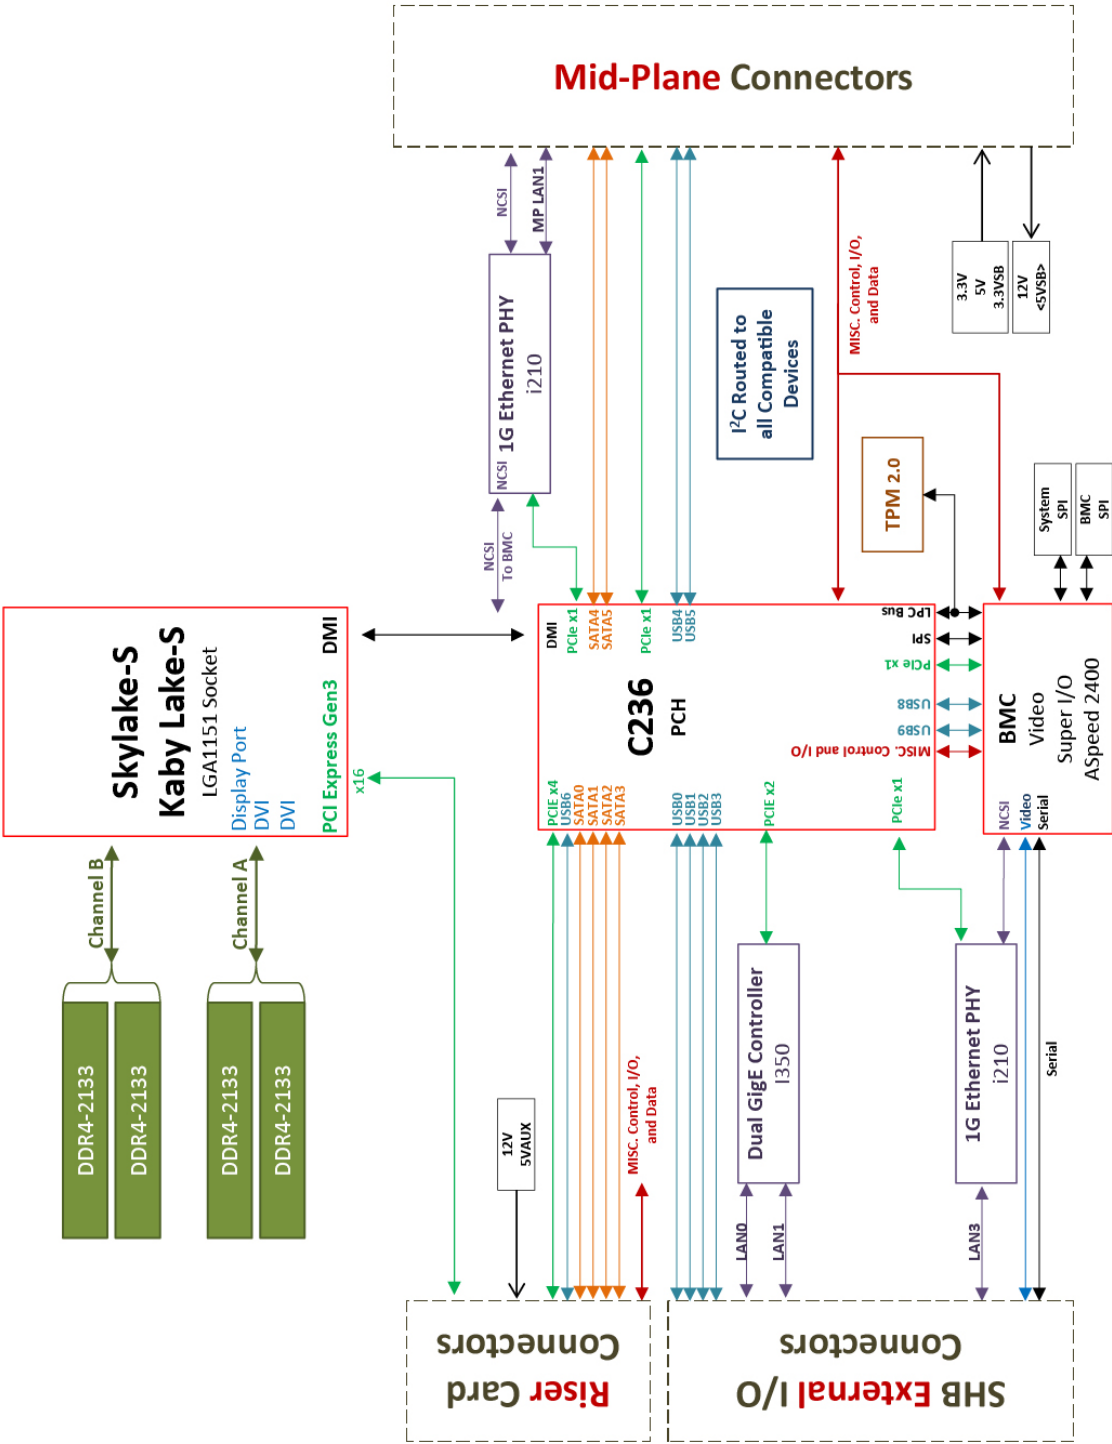 Mid-Plane Connectors
NCSI
MP LAN1
1G Ethernet PHY
i210
NCSI
NCSI
To BMC
MISC. Control, I/O,
and Data
3.3V
5V
3.3VSB
12V
<5VSB>
I²C Routed to
all Compatible
Devices
TPM 2.0
System
SPI
BMC
SPI
Skylake-S
Kaby Lake-S
LGA1151 Socket
Display Port
DVI
DVI
PCI Express Gen3
x16
DMI
Channel B
Channel A
DDR4-2133
DDR4-2133
DDR4-2133
DDR4-2133
C236
PCH
DMI
PCIe x1
SATA4
SATA5
PCIe x1
USB4
USB5
LPC Bus
SPI
PCIe x1
USB8
USB9
MISC. Control and I/O
PCIE x4
USB6
SATA0
SATA1
SATA2
SATA3
USB0
USB1
USB2
USB3
PCIE x2
PCIe x1
BMC
Video
Super I/O
ASpeed 2400
NCSI
Video
Serial
12V
5VAUX
MISC. Control, I/O,
and Data
Dual GigE Controller
I350
LAN0
LAN1
1G Ethernet PHY
i210
LAN3
Serial
Riser Card
Connectors
SHB External I/O
Connectors